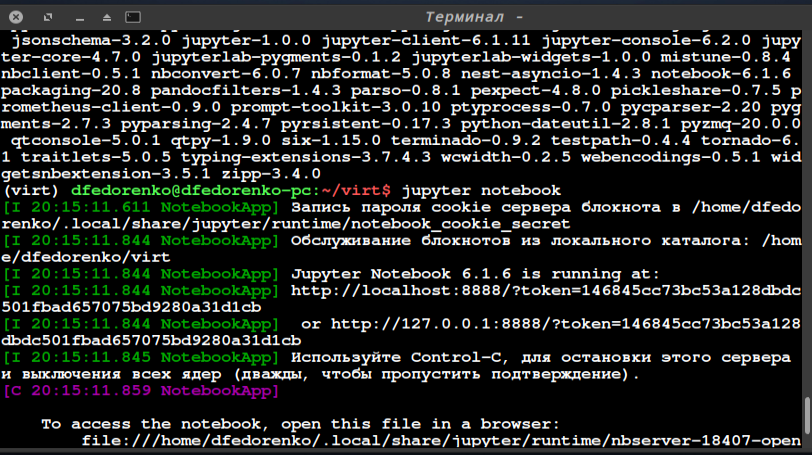 Терминал -
jsonschema-3.2.0 jupyter-1.0.0 jupyter-client-6.1.11 jupyter-console-6.2.0 jupy
ter-core-4.7.0 jupyterlab-pygments-0.1.2 jupyterlab-widgets-1.0.0 mistune-0.8.4
nbclient-0.5.1 nbconvert-6.0.7 nbformat-5.0.8 nest-asyncio-1.4.3 notebook-6.1.6
packaging-20.8 pandocfilters-1.4.3 parso-0.8.1 pexpect-4.8.0 pickleshare-0.7.5 p
rometheus-client-0.9.0 prompt-toolkit-3.0.10 ptyprocess-0.7.0 pycparser-2.20 pyg
ments-2.7.3 pyparsing-2.4.7 pyrsistent-0.17.3 python-dateutil-2.8.1 pyzmq-20.0.0
qtconsole-5.0.1 qtpy-1.9.0 six-1.15.0 terminado-0.9.2 testpath-0.4.4 tornado-6.
1 traitlets-5.0.5 typing-extensions-3.7.4.3 wcwidth-0.2.5 webencodings-0.5.1 wid
getsnbextension-3.5.1 zipp-3.4.0
(virt) dfedorenko@dfedorenko-pc:~/virt$ jupyter notebook
[I 20:15:11.611 NotebookApp] Запись пароля cookie сервера блокнота в /home/dfedo
renko/.local/share/jupyter/runtime/notebook_cookie_secret
[I 20:15:11.844 NotebookApp] Обслуживание блокнотов из локального каталога: /hom
e/dfedorenko/virt
[I 20:15:11.844 NotebookApp] Jupyter Notebook 6.1.6 is running at:
[I 20:15:11.844 NotebookApp] http://localhost:8888/?token=146845cc73bc53a128dbdc
501fbad657075bd9280a31d1cb
[I 20:15:11.844 NotebookApp]  or http://127.0.0.1:8888/?token=146845cc73bc53a128
dbdc501fbad657075bd9280a31d1cb
[I 20:15:11.845 NotebookApp] Используйте Control-C, для остановки этого сервера
и выключения всех ядер (дважды, чтобы пропустить подтверждение).
[C 20:15:11.859 NotebookApp]
To access the notebook, open this file in a browser:
file:///home/dfedorenko/.local/share/jupyter/runtime/nbserver-18407-open